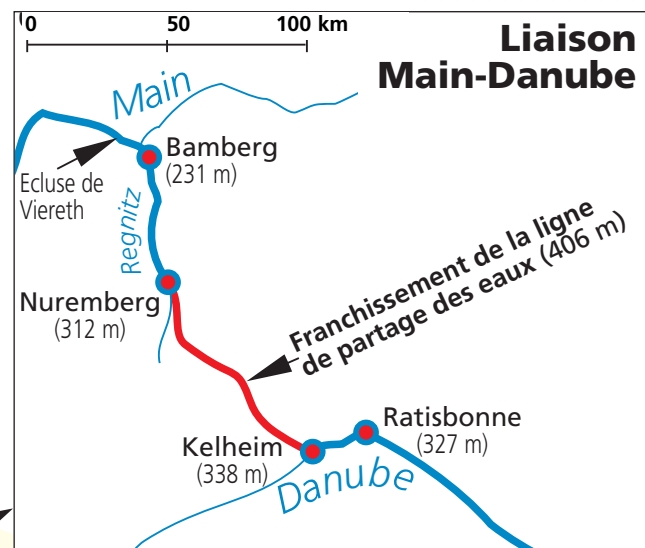 0 50 100 km
Liaison
Main-Danube
Main
Bamberg
(231 m)
Ecluse de
Viereth
Regnitz
Franchissement de la ligne
de partage des eaux (406 m)
Nuremberg
(312 m)
Ratisbonne
(327 m)
Kelheim
(338 m)
Danube